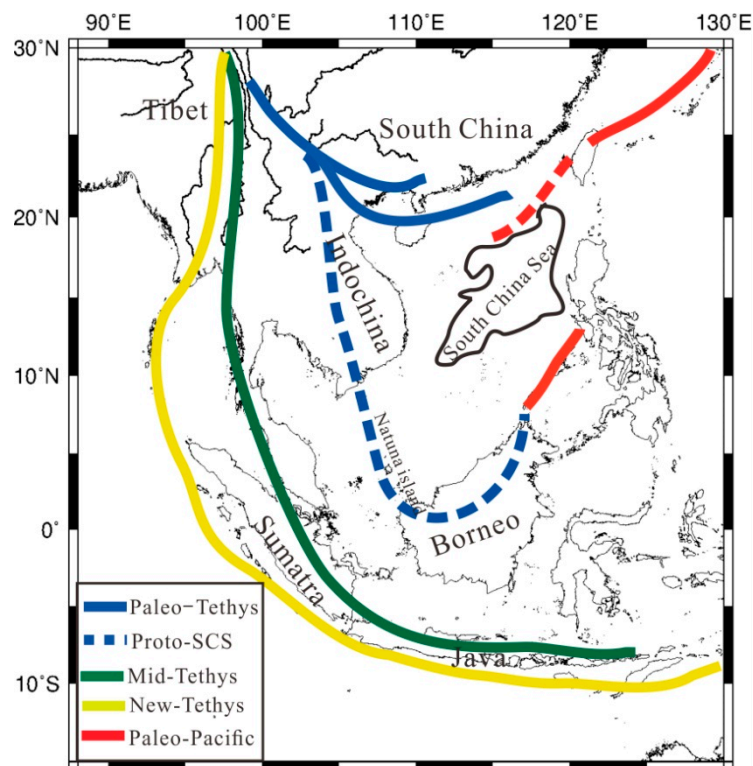 90°E 100°E 110°E 120°E 130°E
30°N
Tibet
South China
20°N
Indochina
South China Sea
10°N
Natuna island
0°
Borneo
Sumatra
Java
10°S
Paleo-Tethys
Proto-SCS
Mid-Tethys
New-Tethys
Paleo-Pacific